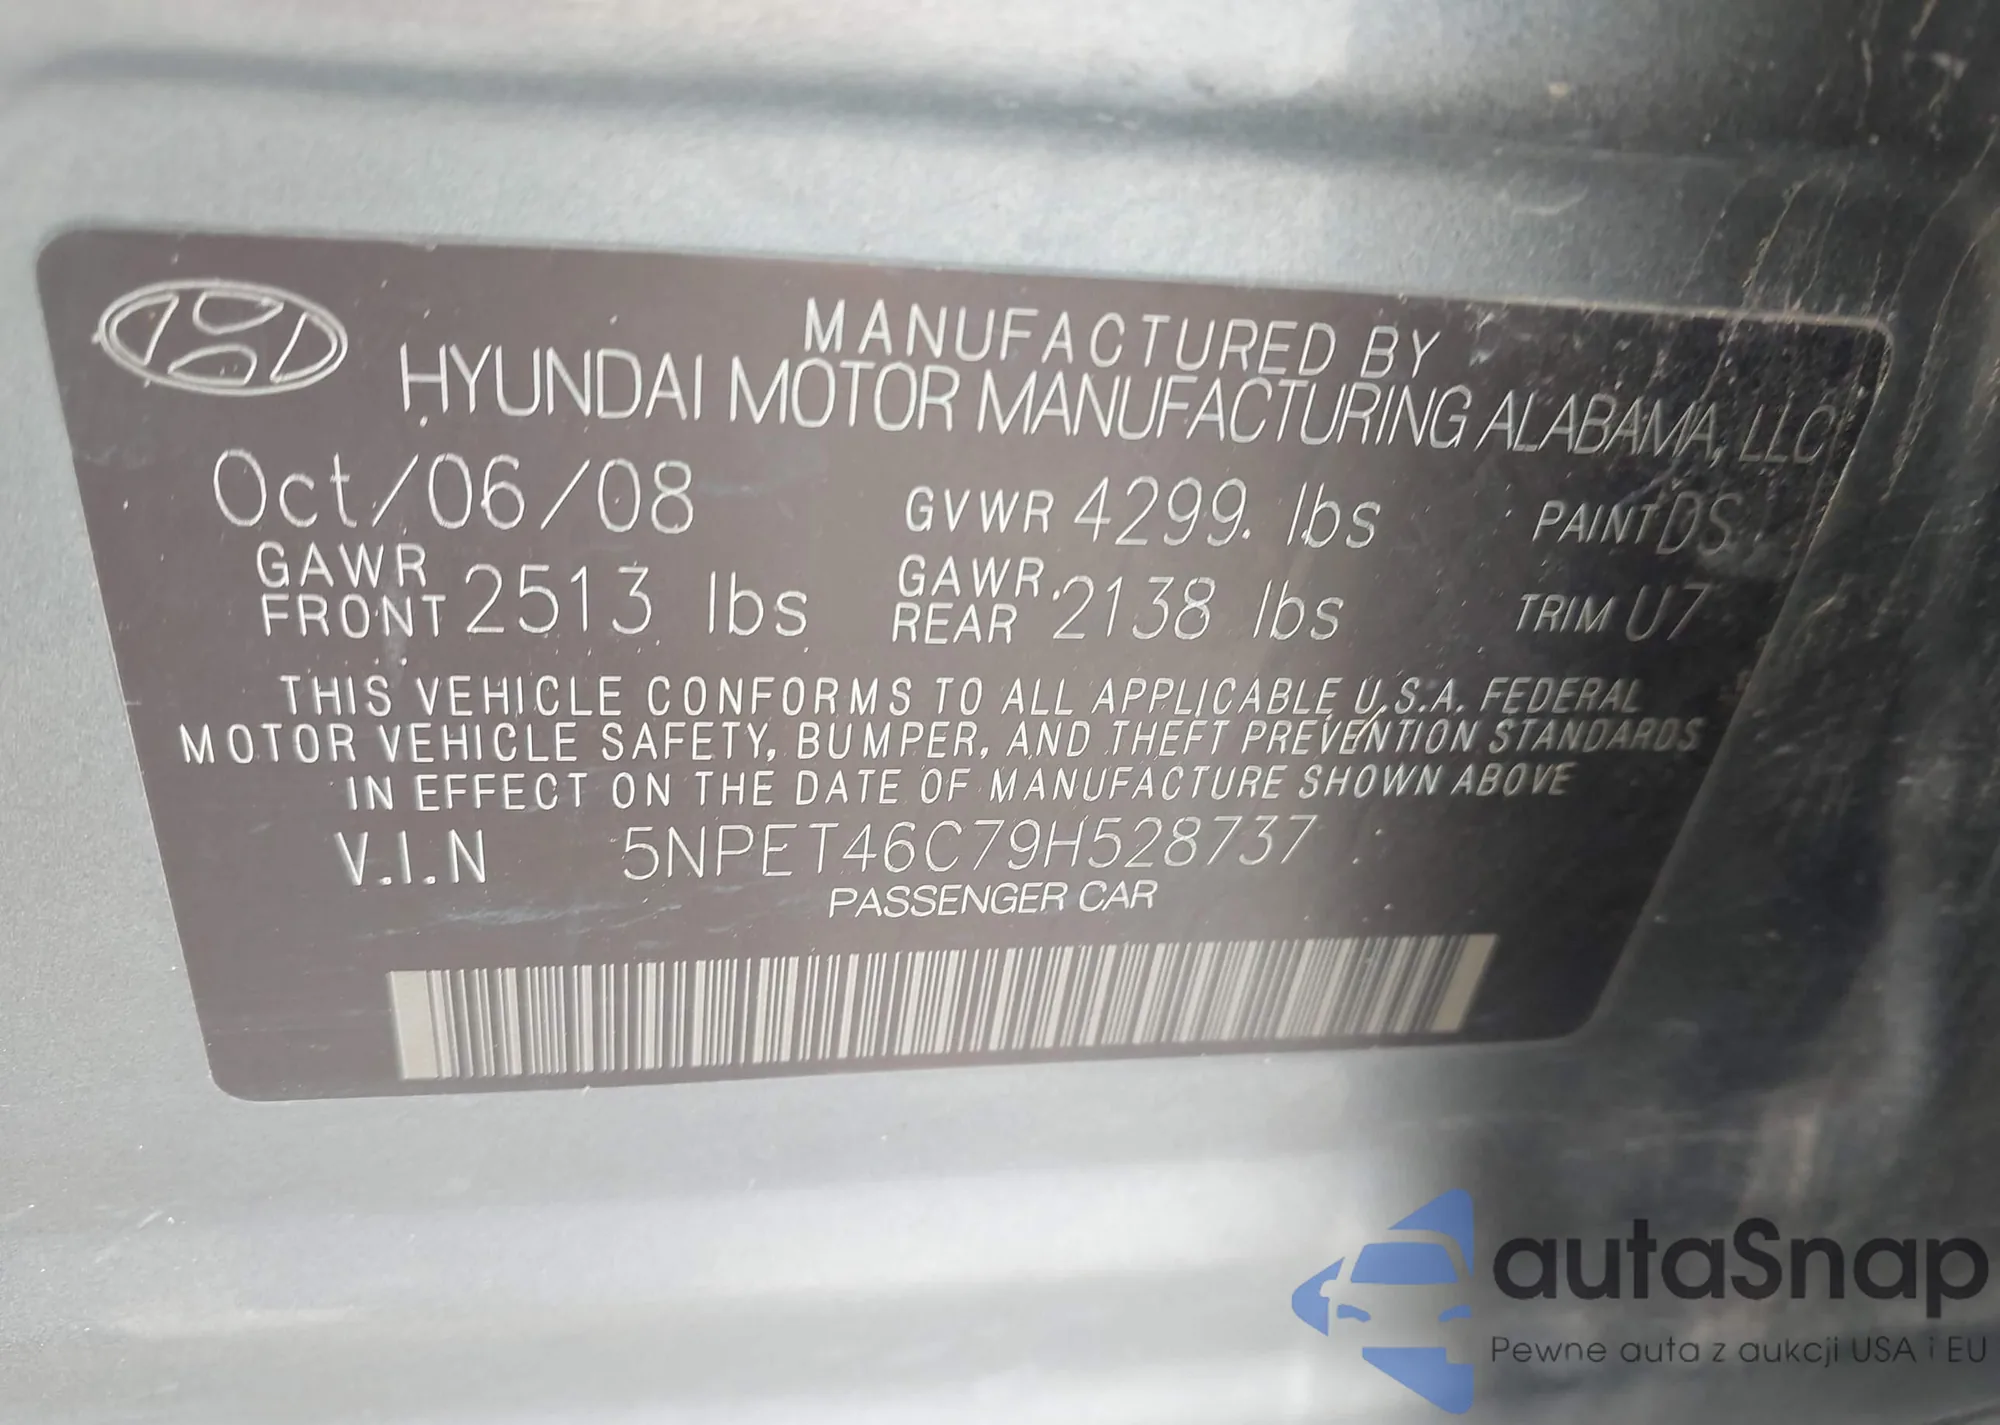 MANUFACTURED BY
HYUNDAI MOTOR MANUFACTURING ALABAMA, LLC
Oct/06/08 GVWR 4299. lbs PAINT DS
GAWR FRONT 2513 lbs GAWR REAR 2138 lbs TRIM U7
THIS VEHICLE CONFORMS TO ALL APPLICABLE U.S.A. FEDERAL
MOTOR VEHICLE SAFETY, BUMPER, AND THEFT PREVENTION STANDARDS
IN EFFECT ON THE DATE OF MANUFACTURE SHOWN ABOVE
V.I.N 5NPET46C79H528737
PASSENGER CAR
autaSnap
Pewne auta z aukcji USA i EU